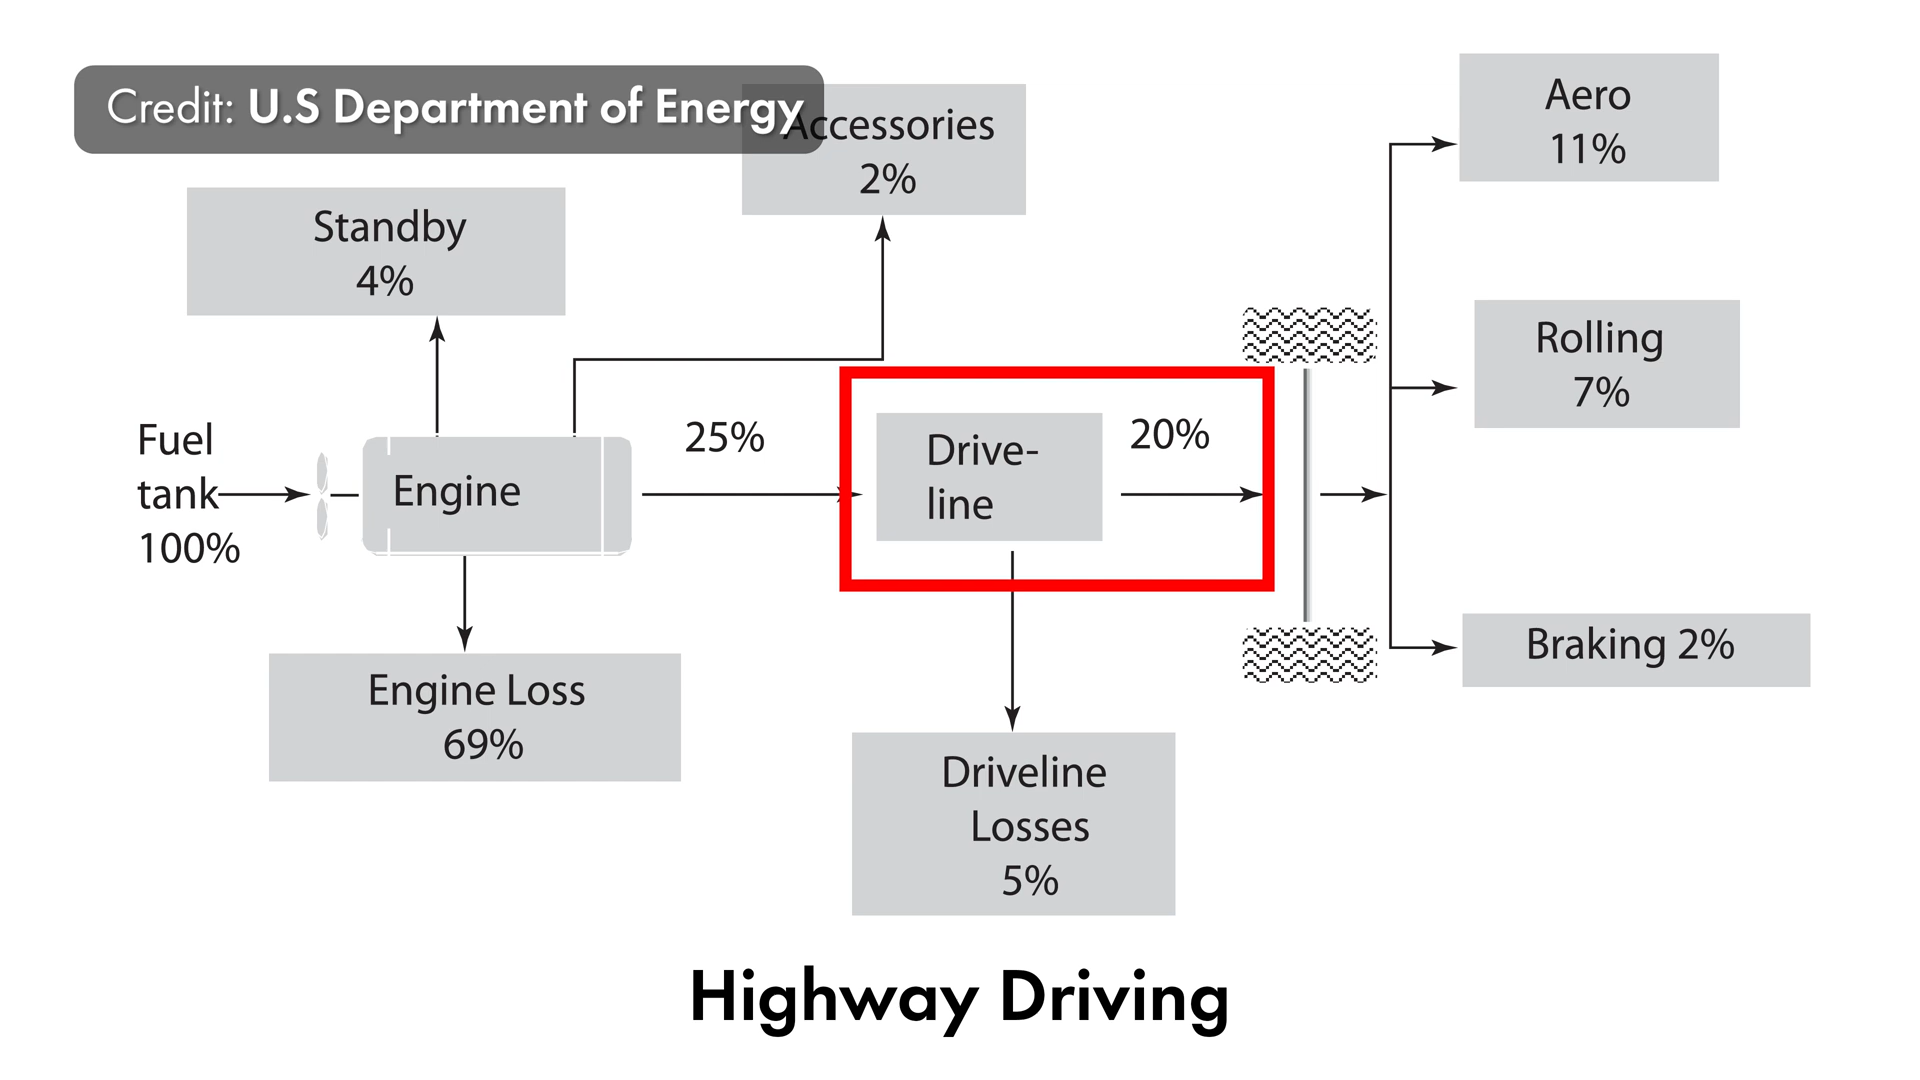 Credit: U.S Department of Energy
Accessories
2%
Aero
11%
Standby
4%
Rolling
7%
Fuel
tank
100%
Engine
25%
Drive-
line
20%
Braking 2%
Engine Loss
69%
Driveline
Losses
5%
Highway Driving